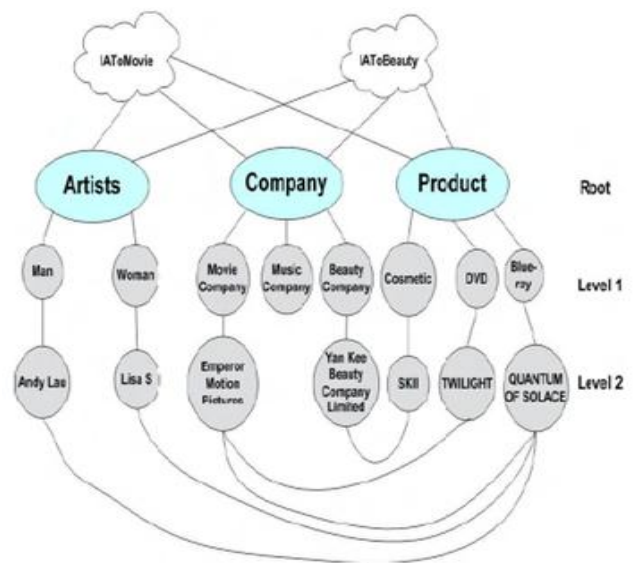 IAToMovie
IAToBeauty
Artists
Company
Product
Root
Man
Woman
Movie
Company
Music
Company
Beauty
Company
Cosmetic
DVD
Blue-
ray
Level 1
Andy Lau
Lisa S
Emperor
Motion
Pictures
Yan Kee
Beauty
Company
Limited
SKII
TWILIGHT
QUANTUM
OF SOLACE
Level 2